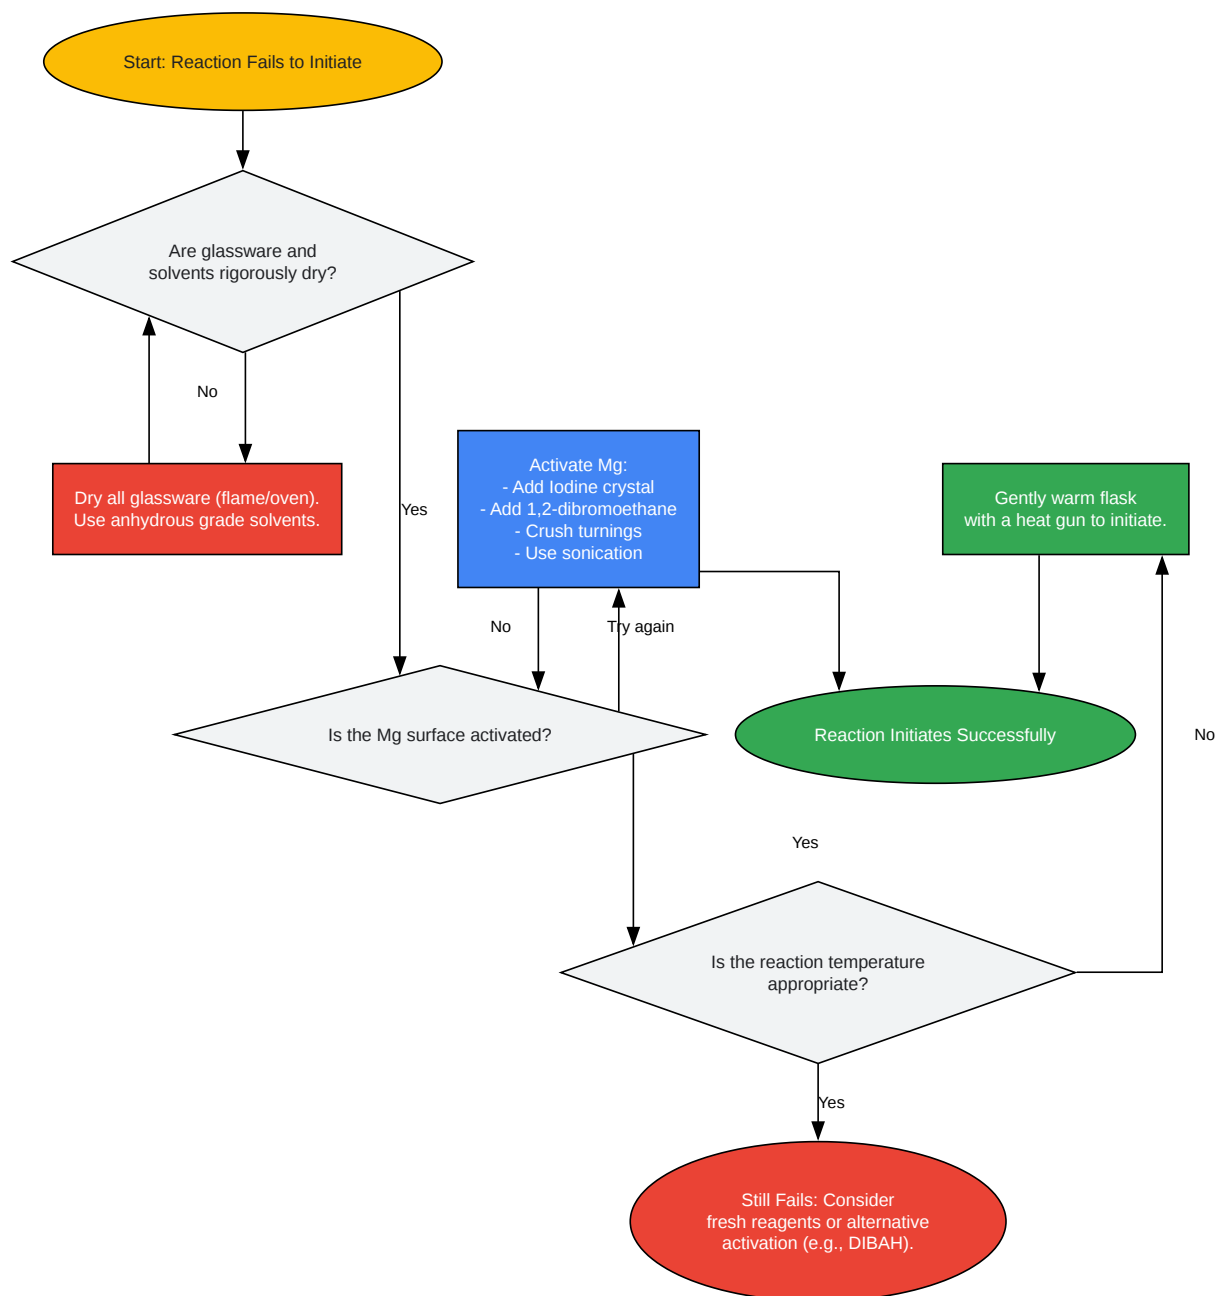 Start: Reaction Fails to Initiate
Are glassware and
solvents rigorously dry?
No
Dry all glassware (flame/oven).
Use anhydrous grade solvents.
Yes
Activate Mg:
- Add Iodine crystal
- Add 1,2-dibromoethane
- Crush turnings
- Use sonication
Gently warm flask
with a heat gun to initiate.
No
Try again
Is the Mg surface activated?
Reaction Initiates Successfully
No
Yes
Is the reaction temperature
appropriate?
Yes
Still Fails: Consider
fresh reagents or alternative
activation (e.g., DIBAH).